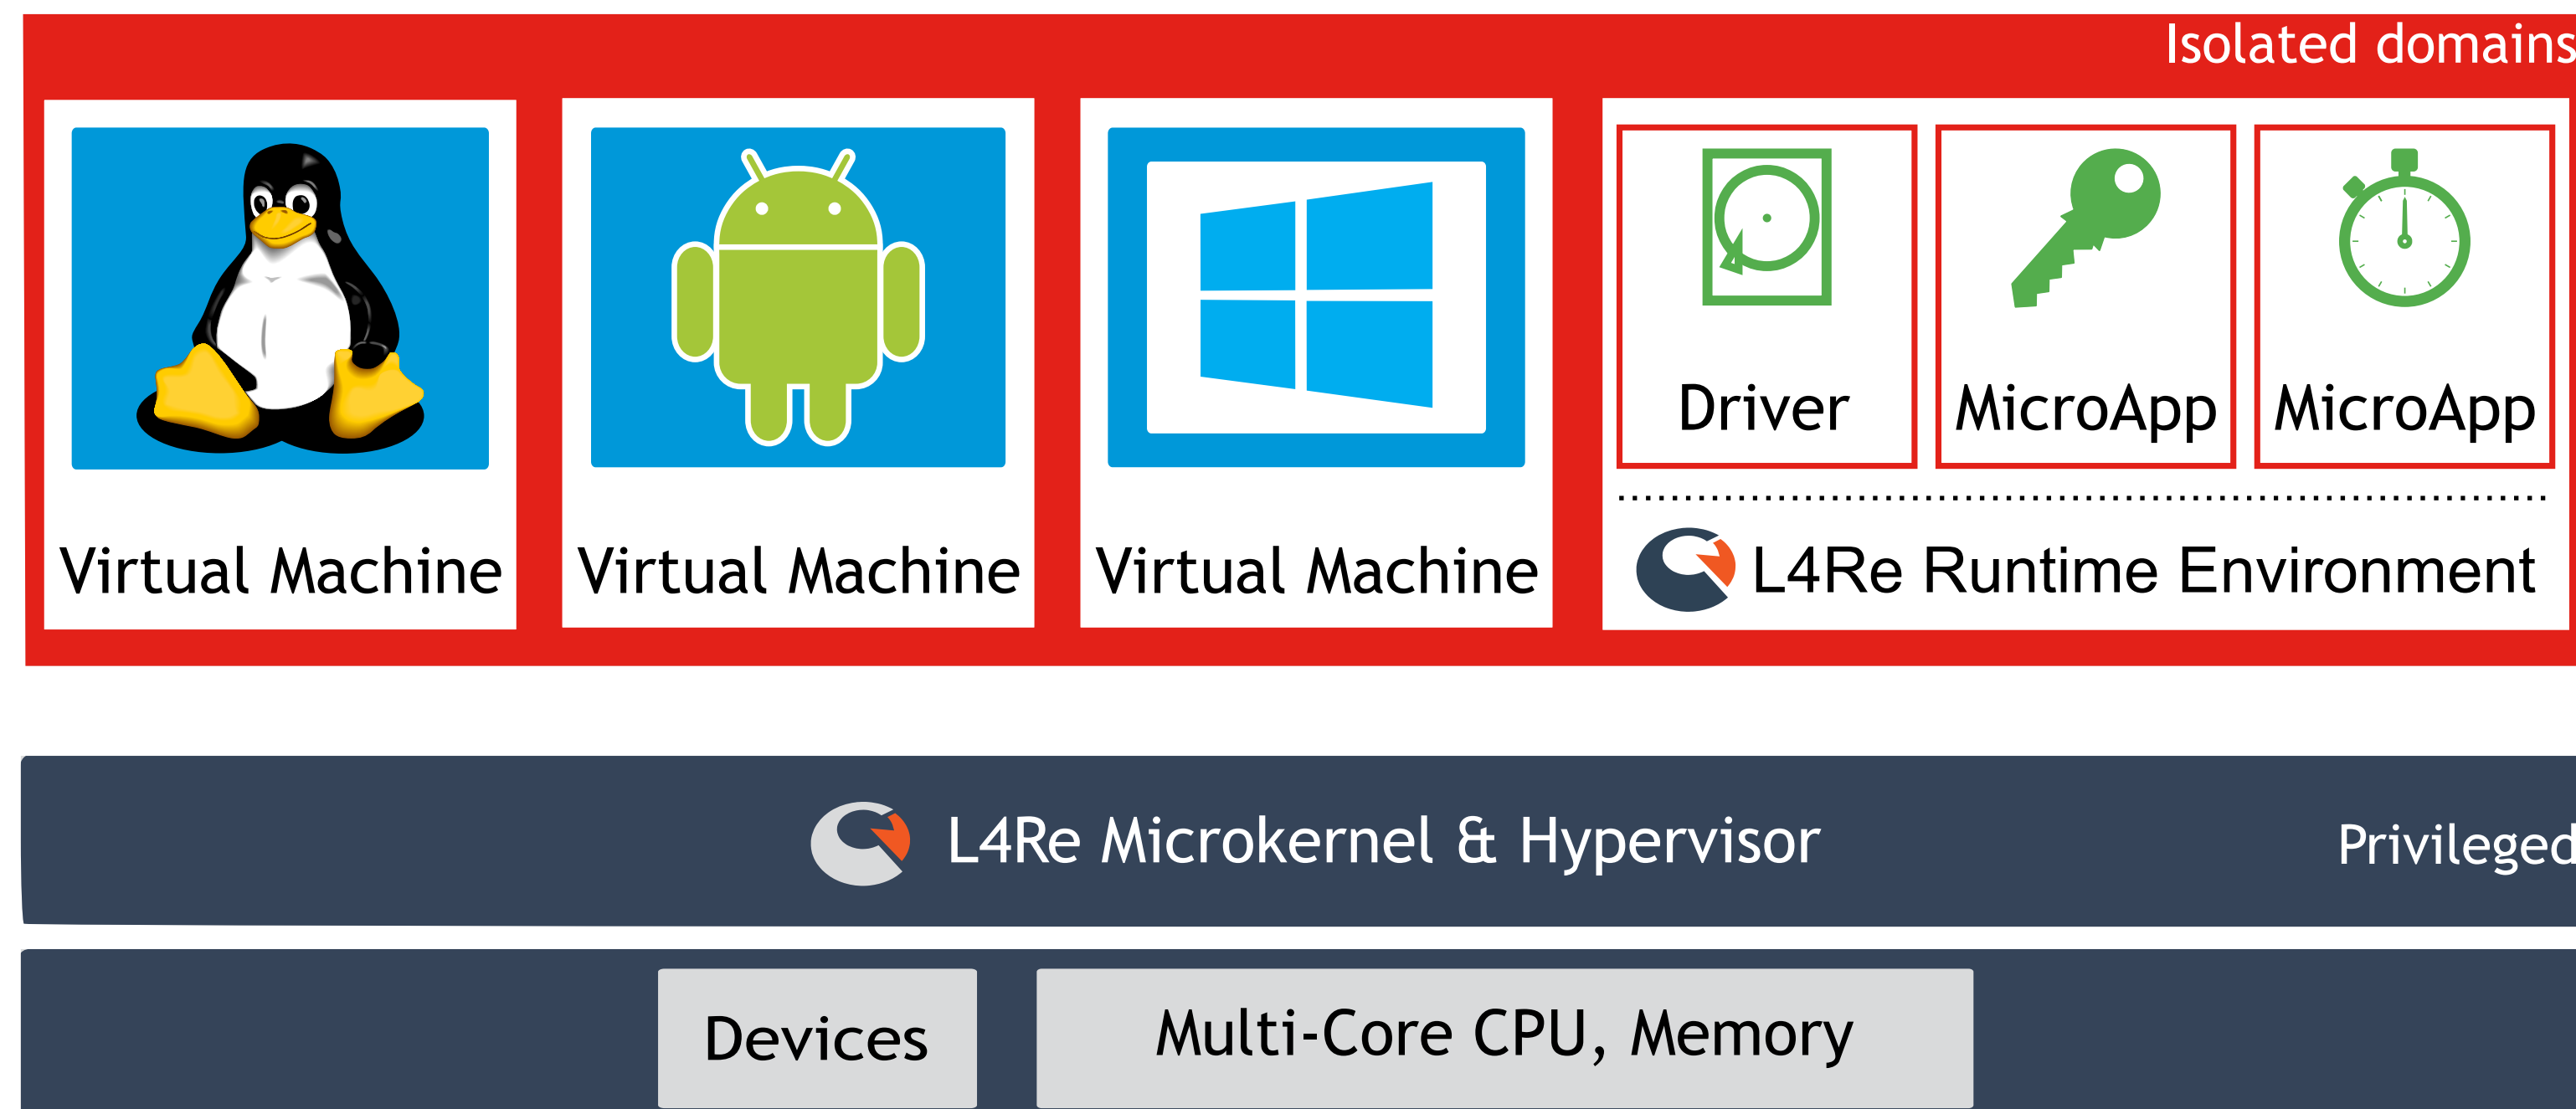 Isolated domains
Driver
MicroApp
MicroApp
Virtual Machine
Virtual Machine
Virtual Machine
L4Re Runtime Environment
L4Re Microkernel & Hypervisor
Privileged
Devices
Multi-Core CPU, Memory